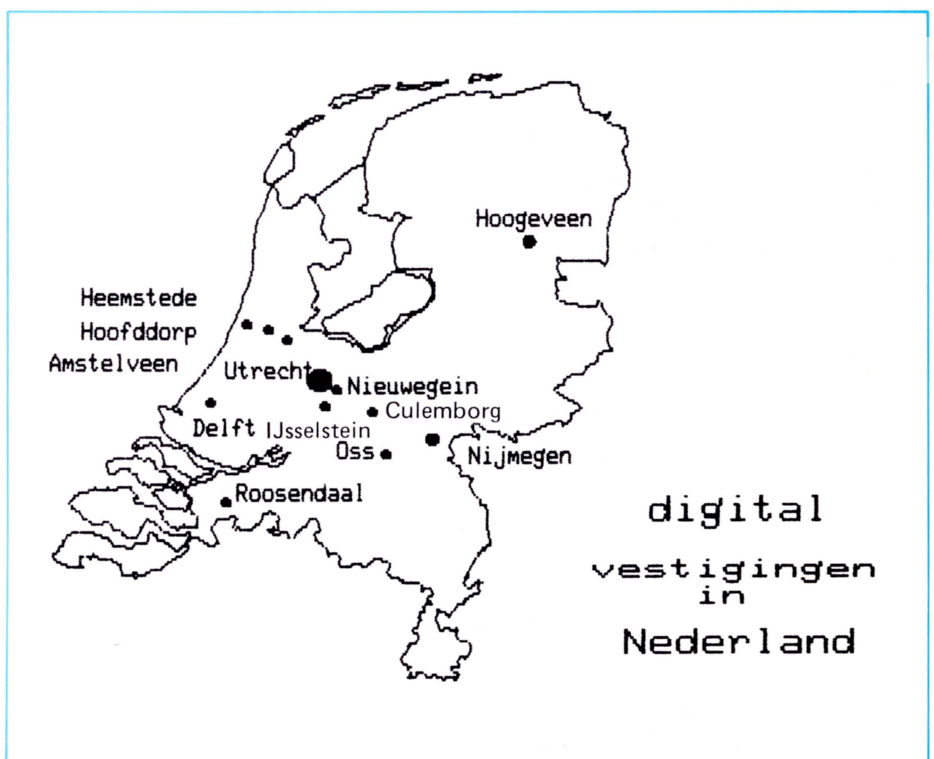 Hoogeveen
Heemstede
Hoofddorp
Amstelveen
Utrecht
Nieuwegein
Culemborg
Delft
IJsselstein
Oss
Nijmegen
Roosendaal
digital
vestigingen
in
Nederland